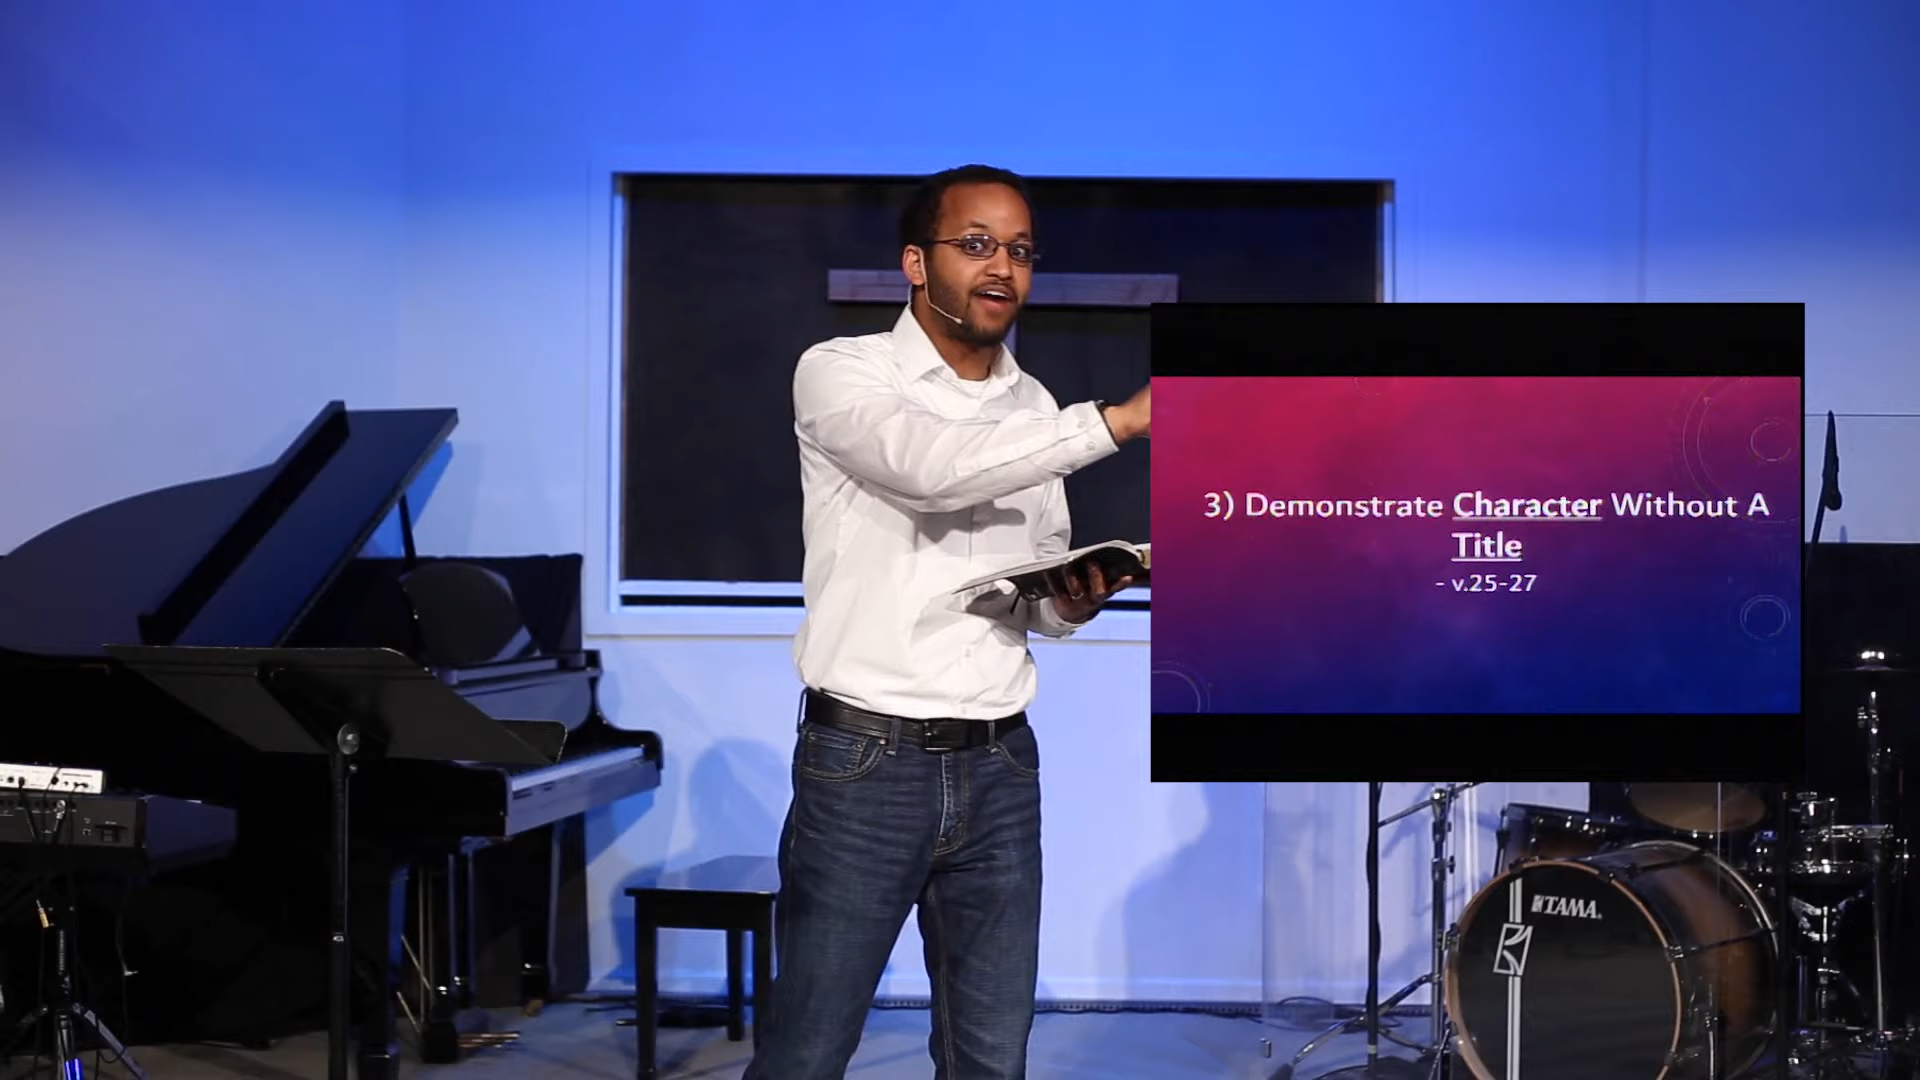 3) Demonstrate Character Without A
Title
- v.25-27
TAMA.